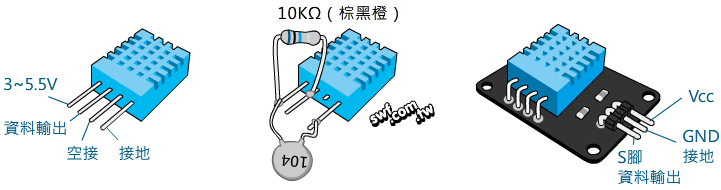 3~5.5V
資料輸出
空接
接地
10KΩ（棕黑橙）
104
swf.com
.tw
Vcc
GND
接地
S腳
資料輸出